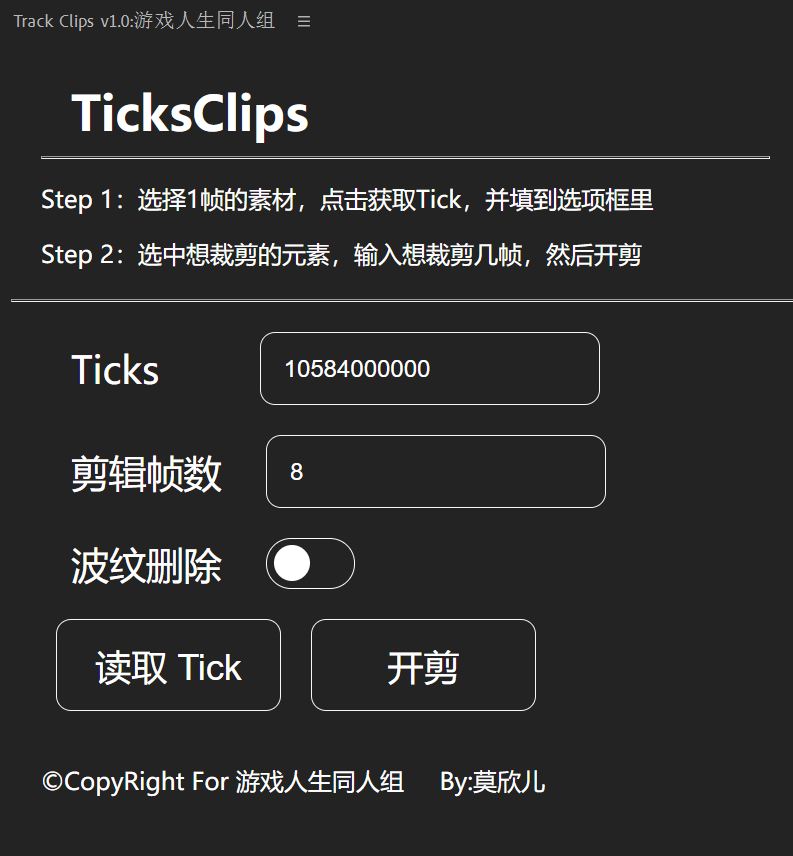 Track Clips v1.0:游戏人生同人组
TicksClips
Step 1：选择1帧的素材，点击获取Tick，并填到选项框里
Step 2：选中想裁剪的元素，输入想裁剪几帧，然后开剪
Ticks 10584000000
剪辑帧数 8
波纹删除
读取 Tick 开剪
©CopyRight For 游戏人生同人组 By:莫欣儿